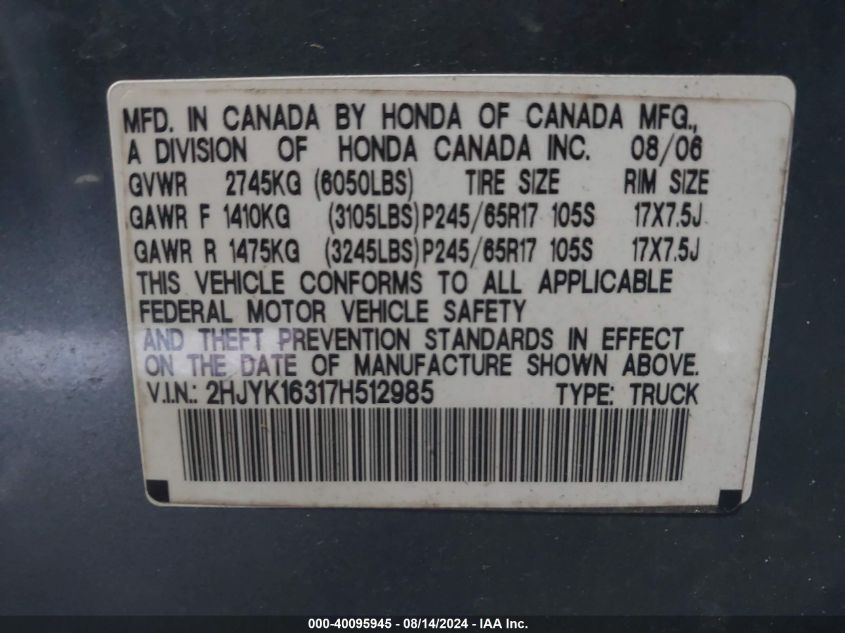 MFD. IN CANADA BY HONDA OF CANADA MFG.,
A DIVISION OF HONDA CANADA INC. 08/06
GVWR 2745KG (6050LBS) TIRE SIZE RIM SIZE
GAWR F 1410KG (3105LBS) P245/65R17 105S 17X7.5J
GAWR R 1475KG (3245LBS) P245/65R17 105S 17X7.5J
THIS VEHICLE CONFORMS TO ALL APPLICABLE
FEDERAL MOTOR VEHICLE SAFETY
AND THEFT PREVENTION STANDARDS IN EFFECT
ON THE DATE OF MANUFACTURE SHOWN ABOVE.
V.I.N.: 2HJYK16317H512985 TYPE: TRUCK
000-40095945 - 08/14/2024 - IAA Inc.